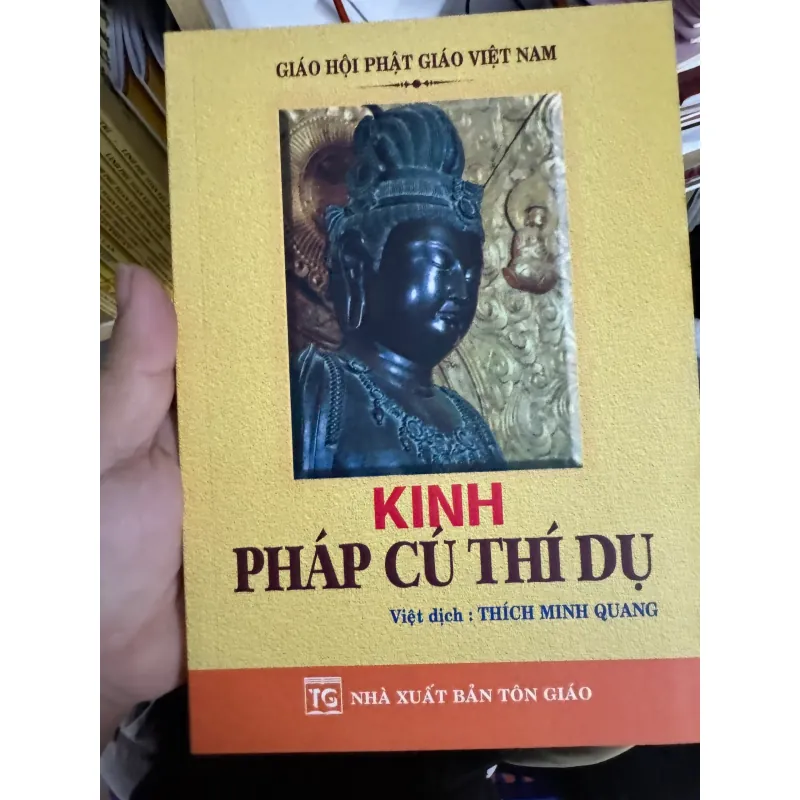 GIÁO HỘI PHẬT GIÁO VIỆT NAM
KINH
PHÁP CÚ THÍ DỤ
Việt dịch : THÍCH MINH QUANG
TG NHÀ XUẤT BẢN TÔN GIÁO